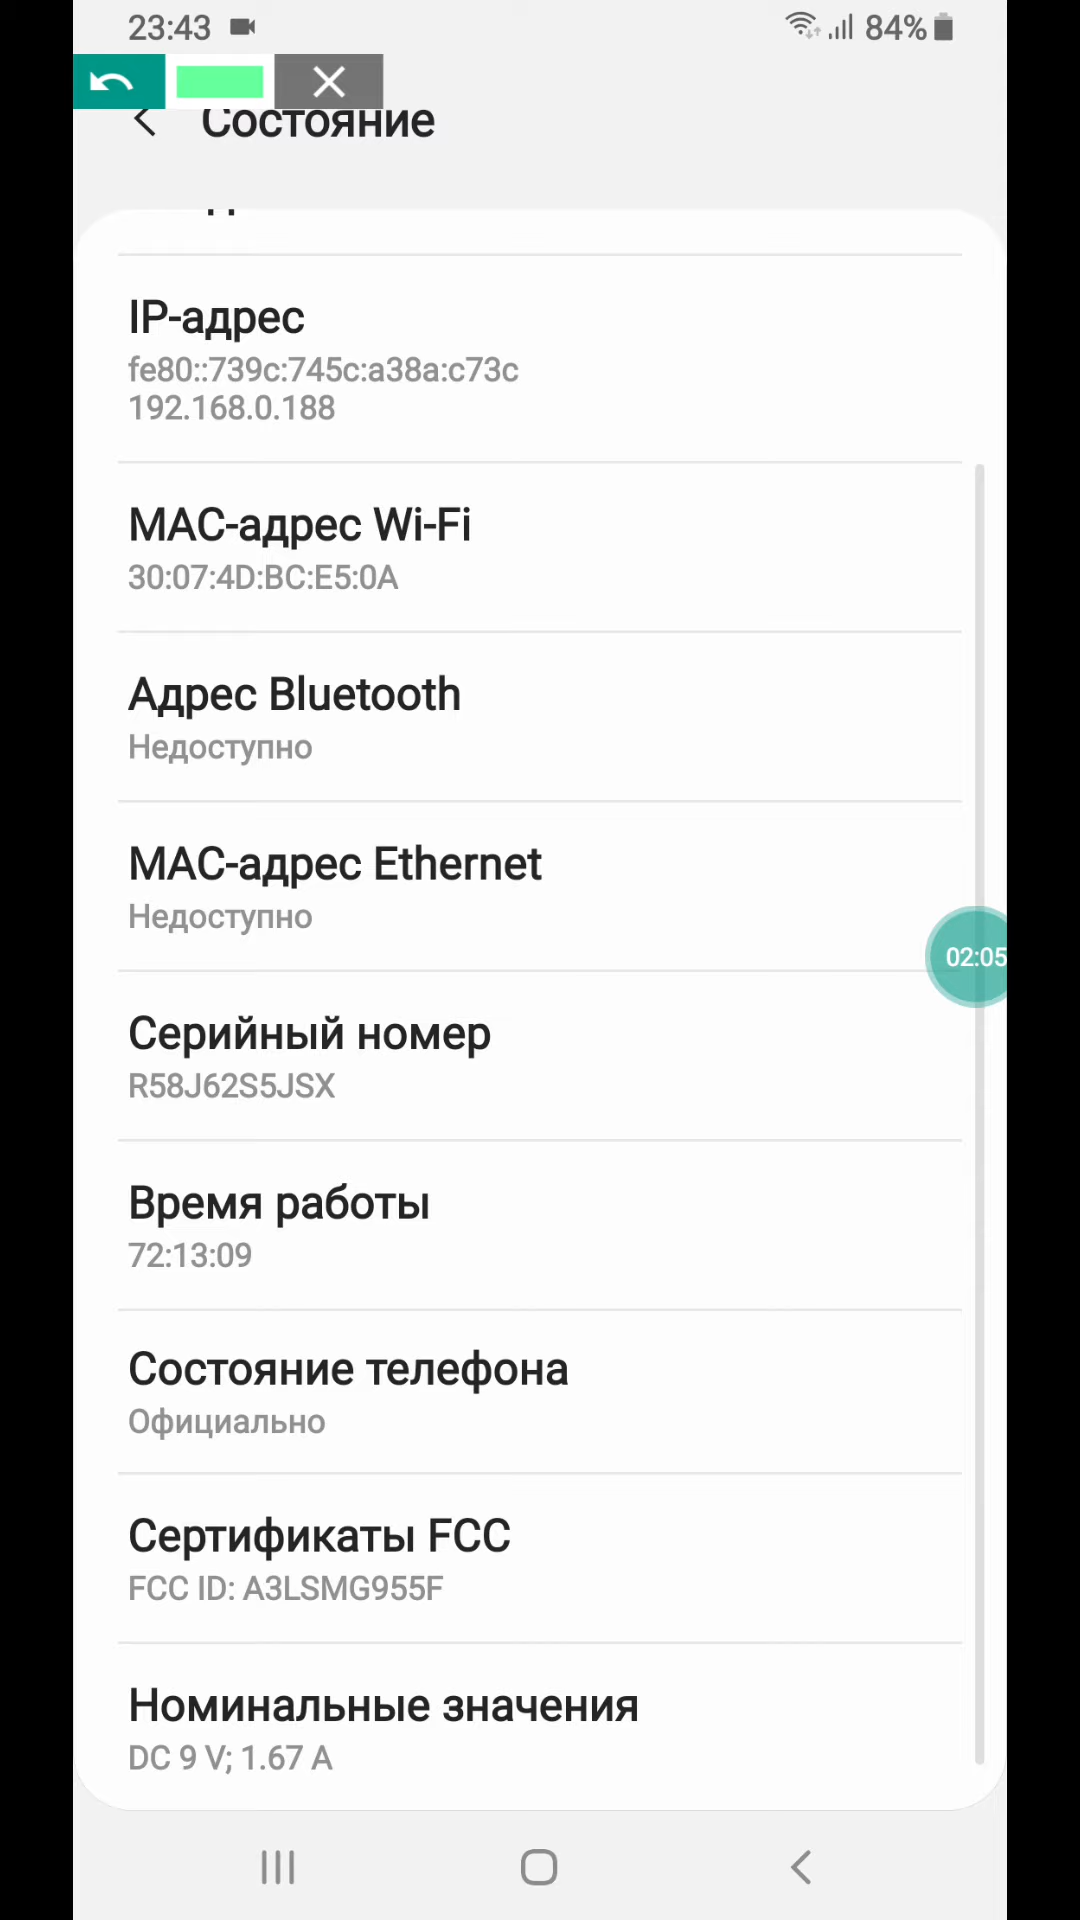 23:43
84%
Состояние
IP-адрес
fe80::739c:745c:a38a:c73c
192.168.0.188
MAC-адрес Wi-Fi
30:07:4D:BC:E5:0A
Адрес Bluetooth
Недоступно
MAC-адрес Ethernet
Недоступно
02:05
Серийный номер
R58J62S5JSX
Время работы
72:13:09
Состояние телефона
Официально
Сертификаты FCC
FCC ID: A3LSMG955F
Номинальные значения
DC 9 V; 1.67 A